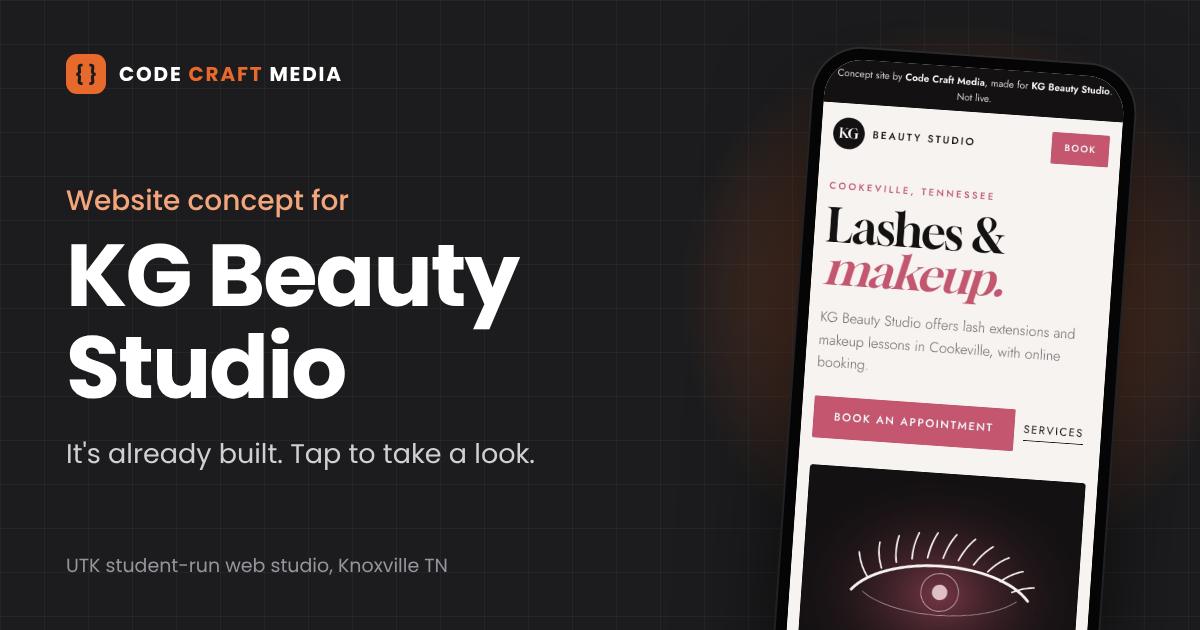 { } CODE CRAFT MEDIA
Website concept for
KG Beauty
Studio
It's already built. Tap to take a look.
UTK student-run web studio, Knoxville TN
Concept site by Code Craft Media, made for KG Beauty Studio.
Not live.
KG BEAUTY STUDIO
BOOK
COOKEVILLE, TENNESSEE
Lashes &
makeup.
KG Beauty Studio offers lash extensions and
makeup lessons in Cookeville, with online
booking.
BOOK AN APPOINTMENT
SERVICES